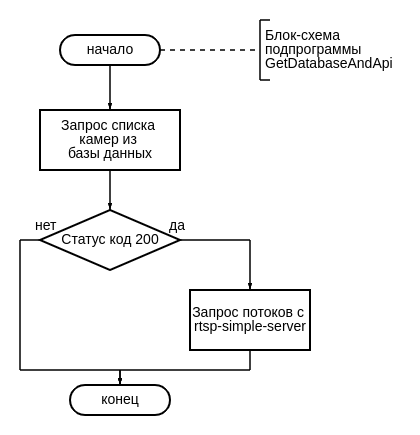 начало
Блок-схема
подпрограммы
GetDatabaseAndApi
Запрос списка
камер из
базы данных
нет
да
Статус код 200
Запрос потоков с
rtsp-simple-server
конец